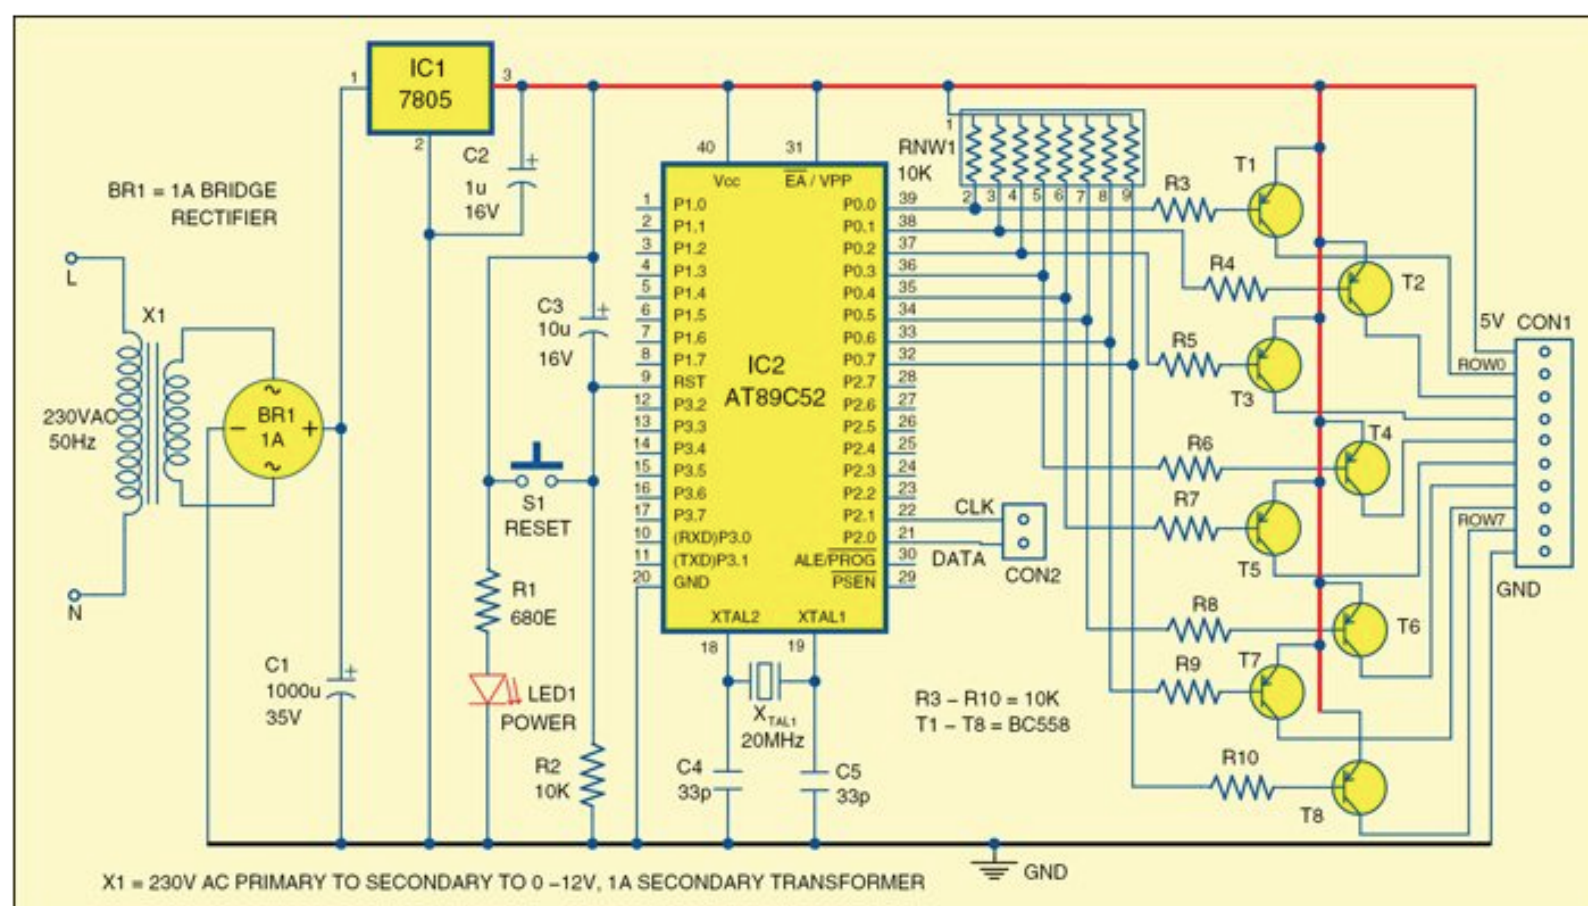 IC1
7805
1
3
2
C2
1u
16V
+
BR1 = 1A BRIDGE
RECTIFIER
L
X1
230VAC
50Hz
N
~
BR1
1A
~
−
+
C1
1000u
35V
+
C3
10u
16V
+
S1
RESET
R1
680E
LED1
POWER
R2
10K
40
31
Vcc
EA / VPP
1 P1.0
2 P1.1
3 P1.2
4 P1.3
5 P1.4
6 P1.5
7 P1.6
8 P1.7
9 RST
12 P3.2
13 P3.3
14 P3.4
15 P3.5
16 P3.6
17 P3.7
10 (RXD)P3.0
11 (TXD)P3.1
20 GND
IC2
AT89C52
P0.0 39
P0.1 38
P0.2 37
P0.3 36
P0.4 35
P0.5 34
P0.6 33
P0.7 32
P2.7 28
P2.6 27
P2.5 26
P2.4 25
P2.3 24
P2.2 23
P2.1 22
P2.0 21
ALE/PROG 30
PSEN 29
XTAL2
XTAL1
18
19
XTAL1
20MHz
C4
33p
C5
33p
RNW1
10K
1
2 3 4 5 6 7 8 9
CLK
DATA
CON2
R3
R4
R5
R6
R7
R8
R9
R10
T1
T2
T3
T4
T5
T6
T7
T8
R3 – R10 = 10K
T1 – T8 = BC558
5V
CON1
ROW0
ROW7
GND
GND
X1 = 230V AC PRIMARY TO SECONDARY TO 0 –12V, 1A SECONDARY TRANSFORMER